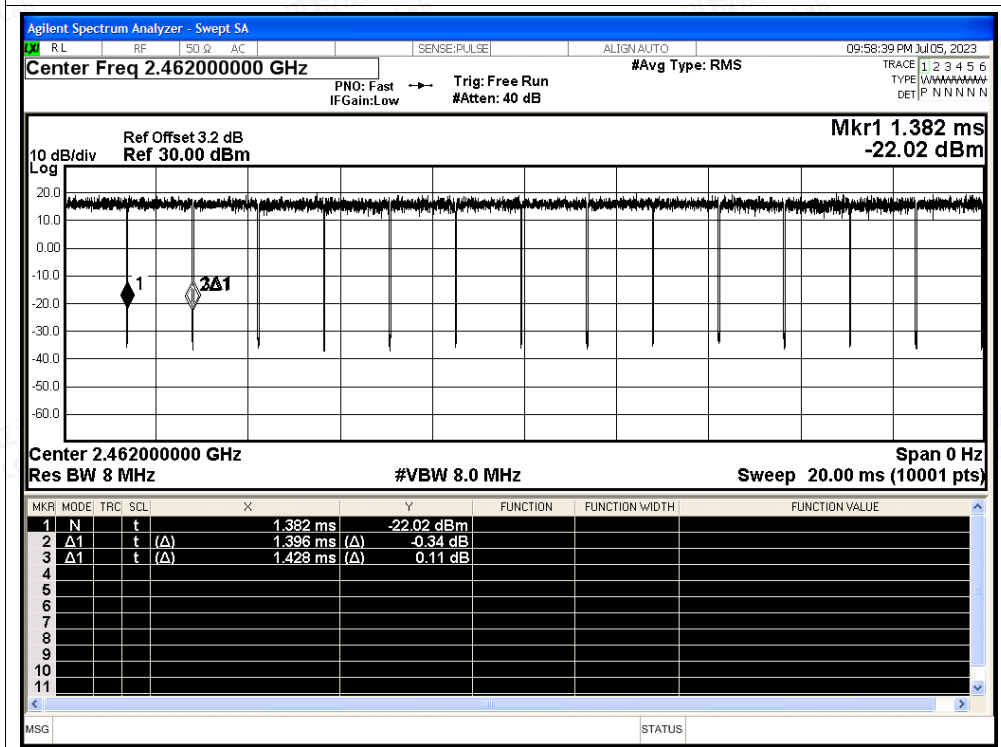 Agilent Spectrum Analyzer - Swept SA
LXI RL RF 50 Ω AC SENSE:PULSE ALIGN AUTO 09:58:39 PM Jul 05, 2023
Center Freq 2.462000000 GHz #Avg Type: RMS TRACE 1 2 3 4 5 6
PNO: Fast Trig: Free Run TYPE WWWWWW
IFGain:Low #Atten: 40 dB DET P N N N N N
Mkr1 1.382 ms
Ref Offset 3.2 dB
10 dB/div Ref 30.00 dBm -22.02 dBm
Log
20.0
10.0
0.00
-10.0
1 2Δ1
-20.0
-30.0
-40.0
-50.0
-60.0
Center 2.462000000 GHz Span 0 Hz
Res BW 8 MHz #VBW 8.0 MHz Sweep 20.00 ms (10001 pts)
MKR MODE TRC SCL X Y FUNCTION FUNCTION WIDTH FUNCTION VALUE
1 N t 1.382 ms -22.02 dBm
2 Δ1 t (Δ) 1.396 ms (Δ) -0.34 dB
3 Δ1 t (Δ) 1.428 ms (Δ) 0.11 dB
4
5
6
7
8
9
10
11
MSG STATUS